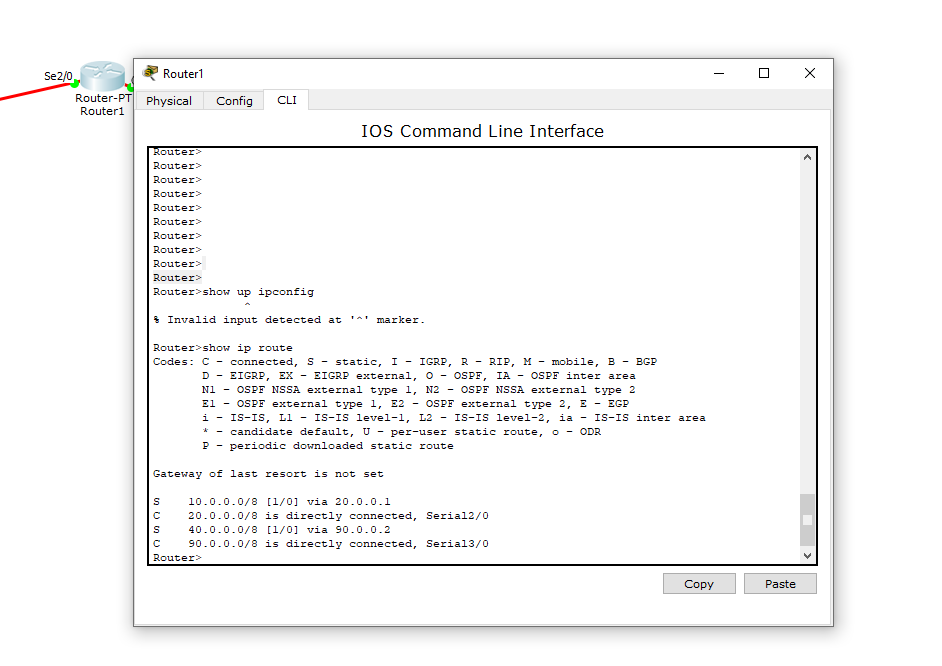 Se2/0
Router-PT
Router1
Router1
Physical Config CLI
IOS Command Line Interface
Router>
Router>
Router>
Router>
Router>
Router>
Router>
Router>
Router>
Router>
Router>show up ipconfig
^
% Invalid input detected at '^' marker.
Router>show ip route
Codes: C - connected, S - static, I - IGRP, R - RIP, M - mobile, B - BGP
D - EIGRP, EX - EIGRP external, O - OSPF, IA - OSPF inter area
N1 - OSPF NSSA external type 1, N2 - OSPF NSSA external type 2
E1 - OSPF external type 1, E2 - OSPF external type 2, E - EGP
i - IS-IS, L1 - IS-IS level-1, L2 - IS-IS level-2, ia - IS-IS inter area
* - candidate default, U - per-user static route, o - ODR
P - periodic downloaded static route
Gateway of last resort is not set
S 10.0.0.0/8 [1/0] via 20.0.0.1
C 20.0.0.0/8 is directly connected, Serial2/0
S 40.0.0.0/8 [1/0] via 90.0.0.2
C 90.0.0.0/8 is directly connected, Serial3/0
Router>
Copy Paste